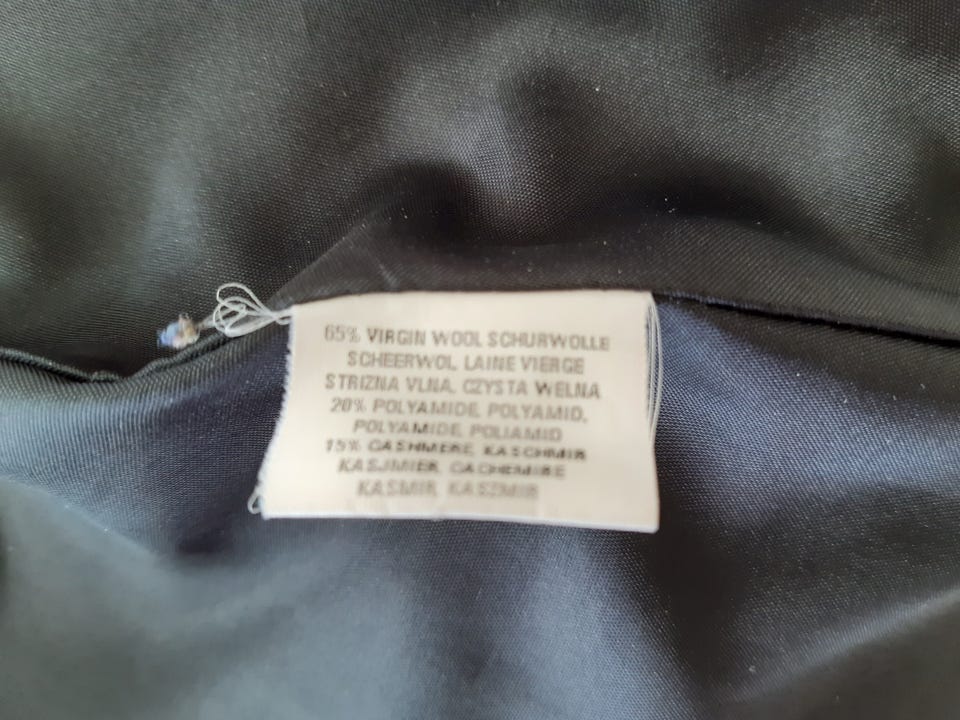 65% VIRGIN WOOL SCHURWOLLE
SCHEERWOL, LAINE VIERGE
STRIZNA VLNA, CZYSTA WELNA
20% POLYAMIDE, POLYAMID,
POLYAMIDE, POLIAMID
15% CASHMERE, KASCHMIR
KASJMIER, CACHEMIRE
KASMIR, KASZMIR